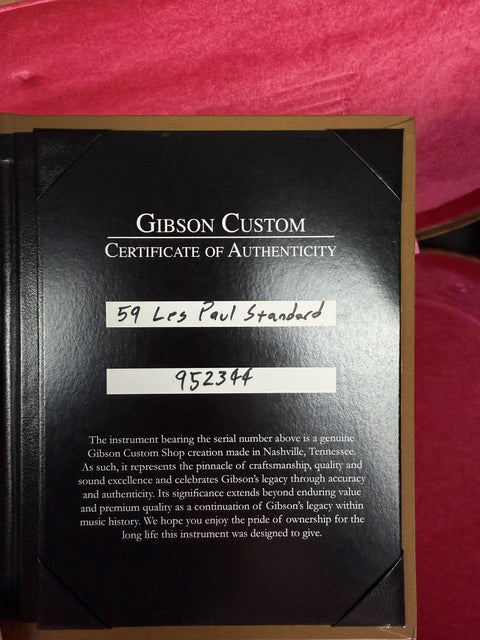 GIBSON CUSTOM
CERTIFICATE OF AUTHENTICITY
59 Les Paul Standard
952344
The instrument bearing the serial number above is a genuine
Gibson Custom Shop creation made in Nashville, Tennessee.
As such, it represents the pinnacle of craftsmanship, quality and
sound excellence and celebrates Gibson's legacy through accuracy
and authenticity. Its significance extends beyond enduring value
and premium quality as a continuation of Gibson's legacy within
music history. We hope you enjoy the pride of ownership for the
long life this instrument was designed to give.